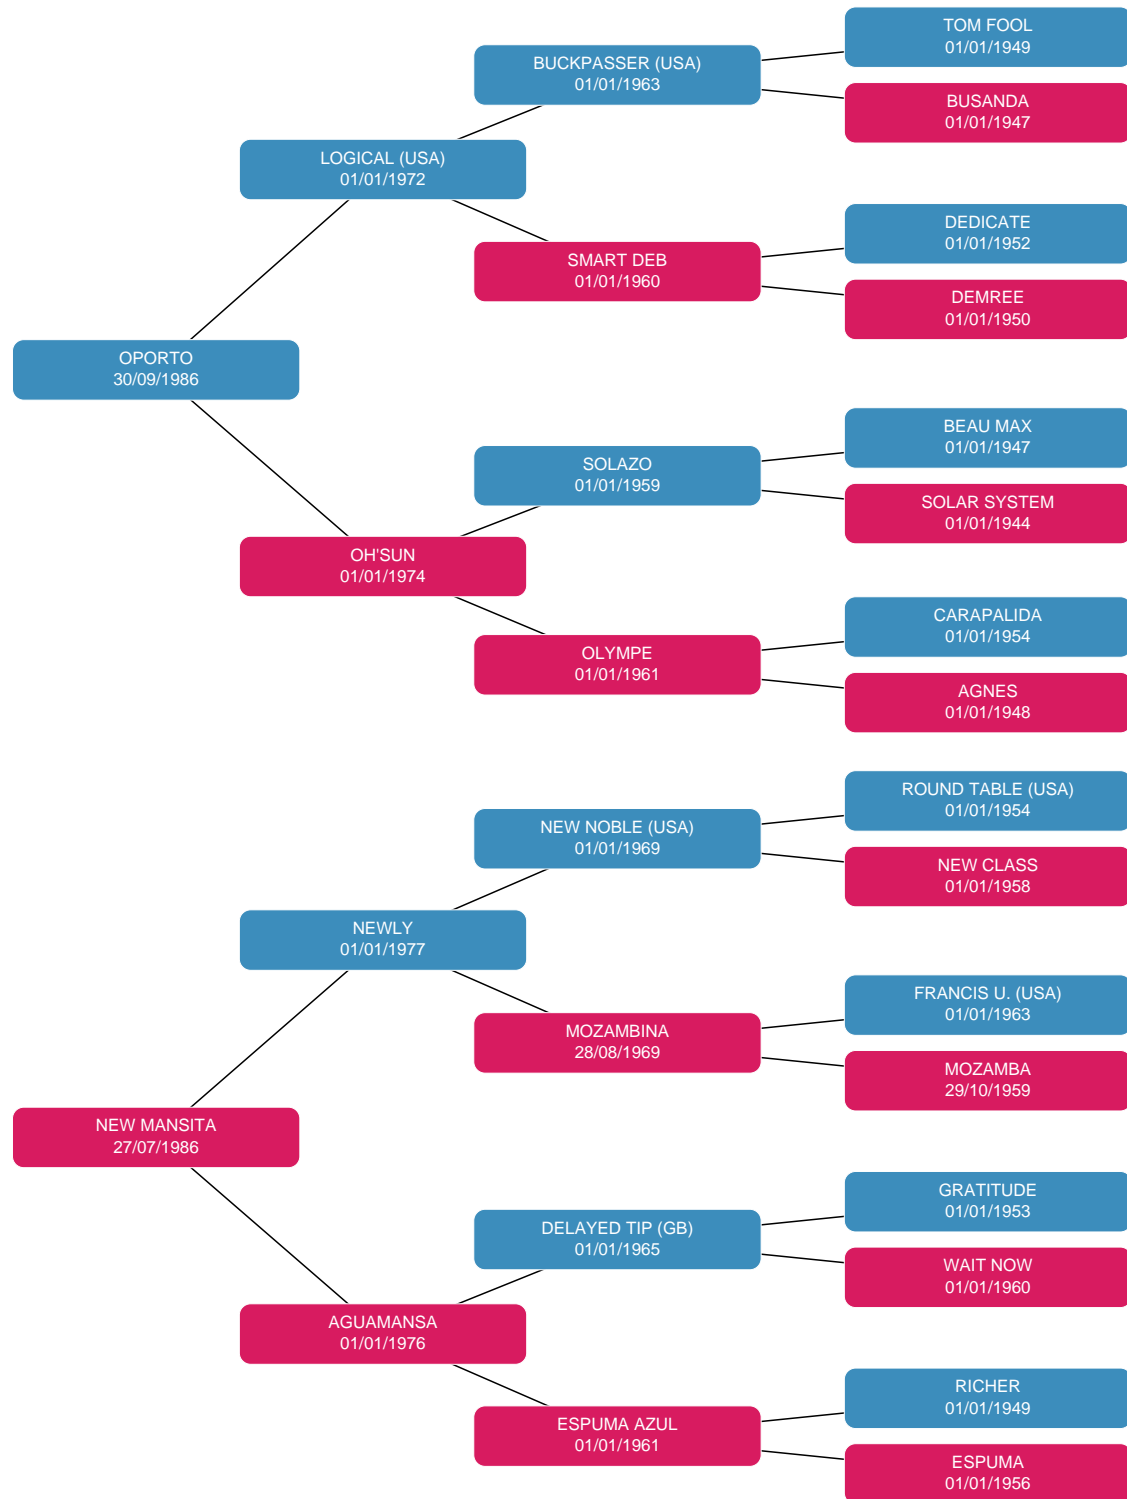 TOM FOOL
01/01/1949
BUCKPASSER (USA)
01/01/1963
BUSANDA
01/01/1947
LOGICAL (USA)
01/01/1972
DEDICATE
01/01/1952
SMART DEB
01/01/1960
DEMREE
01/01/1950
OPORTO
30/09/1986
BEAU MAX
01/01/1947
SOLAZO
01/01/1959
SOLAR SYSTEM
01/01/1944
OH'SUN
01/01/1974
CARAPALIDA
01/01/1954
OLYMPE
01/01/1961
AGNES
01/01/1948
ROUND TABLE (USA)
01/01/1954
NEW NOBLE (USA)
01/01/1969
NEW CLASS
01/01/1958
NEWLY
01/01/1977
FRANCIS U. (USA)
01/01/1963
MOZAMBINA
28/08/1969
MOZAMBA
29/10/1959
NEW MANSITA
27/07/1986
GRATITUDE
01/01/1953
DELAYED TIP (GB)
01/01/1965
WAIT NOW
01/01/1960
AGUAMANSA
01/01/1976
RICHER
01/01/1949
ESPUMA AZUL
01/01/1961
ESPUMA
01/01/1956